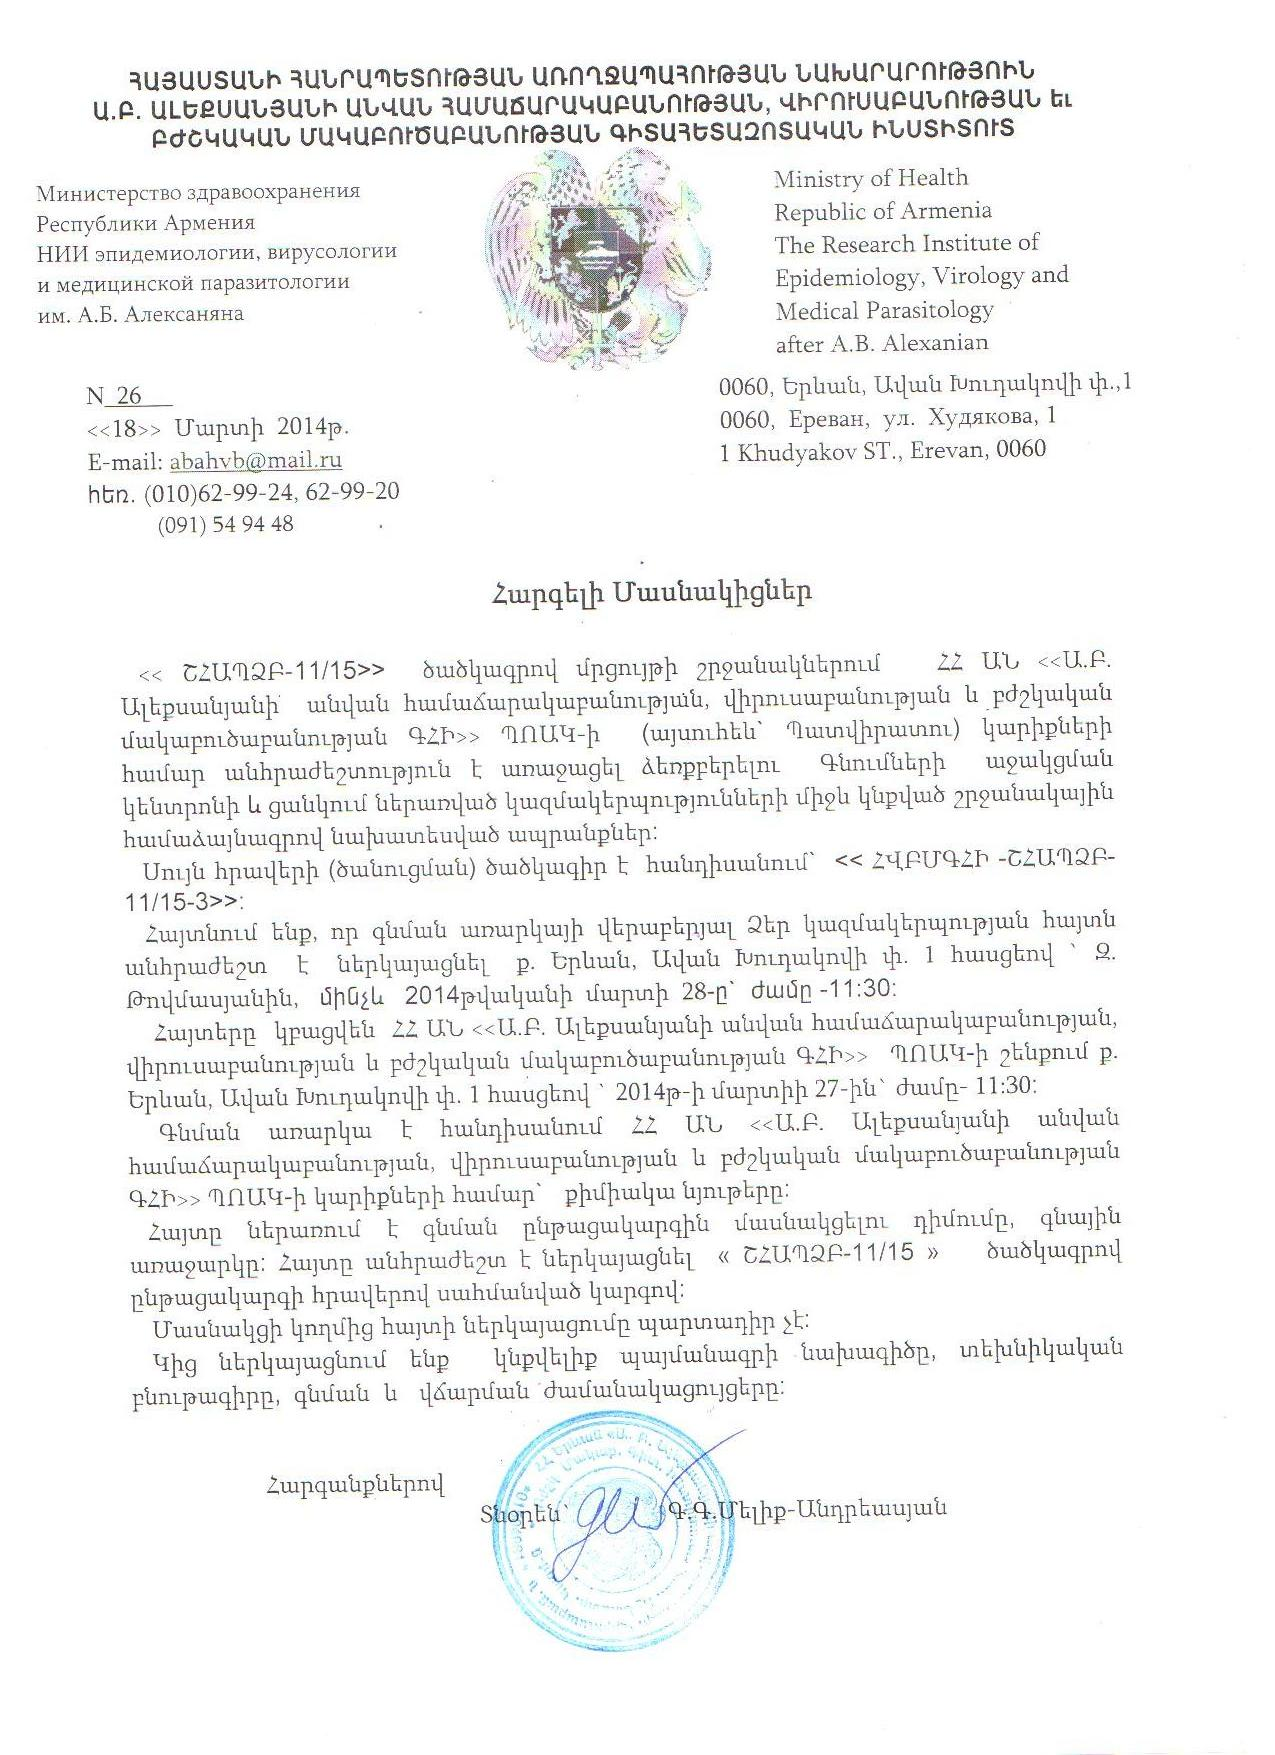 ՀԱՅԱՍՏԱՆԻ ՀԱՆՐԱՊԵՏՈՒԹՅԱՆ ԱՌՈՂՋԱՊԱՀՈՒԹՅԱՆ ՆԱԽԱՐԱՐՈՒԹՅՈՒՆ
Ա.Բ. ԱԼԵՔՍԱՆՅԱՆԻ ԱՆՎԱՆ ՀԱՄԱՃԱՐԱԿԱԲԱՆՈՒԹՅԱՆ, ՎԻՐՈՒՍԱԲԱՆՈՒԹՅԱՆ եւ
ԲԺՇԿԱԿԱՆ ՄԱԿԱԲՈՒԾԱԲԱՆՈՒԹՅԱՆ ԳԻՏԱՀԵՏԱԶՈՏԱԿԱՆ ԻՆՍՏԻՏՈՒՏ
Министерство здравоохранения
Республики Армения
НИИ эпидемиологии, вирусологии
и медицинской паразитологии
им. А.Б. Алексаняна
Ministry of Health
Republic of Armenia
The Research Institute of
Epidemiology, Virology and
Medical Parasitology
after A.B. Alexanian
N 26
<<18>> Մարտի 2014թ.
E-mail: abahvb@mail.ru
հեռ. (010)62-99-24, 62-99-20
(091) 54 94 48
0060, Երևան, Ավան Խուդակովի փ.,1
0060, Ереван, ул. Худякова, 1
1 Khudyakov ST., Erevan, 0060
Հարգելի Մասնակիցներ
<< ՇՀԱՊՁԲ-11/15>> ծածկագրով մրցույթի շրջանակներում ՀՀ ԱՆ <<Ա.Բ.
Ալեքսանյանի անվան համաճարակաբանության, վիրուսաբանության և բժշկական
մակաբուծաբանության ԳՀԻ>> ՊՈԱԿ-ի (այսուհեն՝ Պատվիրատու) կարիքների
համար անհրաժեշտություն է առաջացել ձեռքբերելու Գնումների աջակցման
կենտրոնի և ցանկում ներառված կազմակերպությունների միջև կնքված շրջանակային
համաձայնագրով նախատեսված ապրանքներ:
Սույն հրավերի (ծանուցման) ծածկագիր է հանդիսանում՝ << ՀՎԲՄԳՀԻ -ՇՀԱՊՁԲ-
11/15-3>>:
Հայտնում ենք, որ գնման առարկայի վերաբերյալ Ձեր կազմակերպության հայտն
անհրաժեշտ է ներկայացնել ք. Երևան, Ավան Խուդակովի փ. 1 հասցեով ՝ Զ.
Թովմասյանին, մինչև 2014թվականի մարտի 28-ը՝ ժամը -11:30:
Հայտերը կբացվեն ՀՀ ԱՆ <<Ա.Բ. Ալեքսանյանի անվան համաճարակաբանության,
վիրուսաբանության և բժշկական մակաբուծաբանության ԳՀԻ>> ՊՈԱԿ-ի շենքում ք.
Երևան, Ավան Խուդակովի փ. 1 հասցեով ՝ 2014թ-ի մարտիի 27-ին՝ ժամը- 11:30:
Գնման առարկա է հանդիսանում ՀՀ ԱՆ <<Ա.Բ. Ալեքսանյանի անվան
համաճարակաբանության, վիրուսաբանության և բժշկական մակաբուծաբանության
ԳՀԻ>> ՊՈԱԿ-ի կարիքների համար՝ քիմիակա նյութերը:
Հայտը ներառում է գնման ընթացակարգին մասնակցելու դիմումը, գնային
առաջարկը: Հայտը անհրաժեշտ է ներկայացնել « ՇՀԱՊՁԲ-11/15 » ծածկագրով
ընթացակարգի հրավերով սահմանված կարգով:
Մասնակցի կողմից հայտի ներկայացումը պարտադիր չէ:
Կից ներկայացնում ենք կնքվելիք պայմանագրի նախագիծը, տեխնիկական
բնութագիրը, գնման և վճարման ժամանակացույցերը:
Հարգանքներով
Տնօրեն՝ Գ.Գ.Մելիք-Անդրեասյան